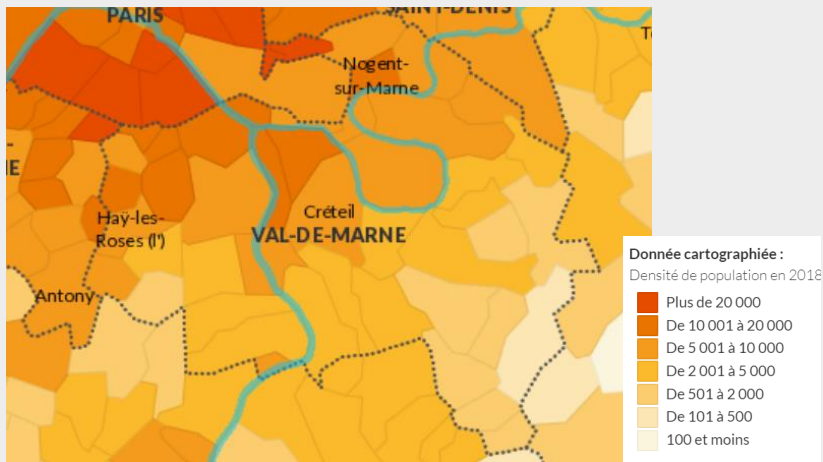 PARIS
SAINT-DENIS
Nogent-
sur-Marne
Haÿ-les-
Roses (l')
Créteil
VAL-DE-MARNE
Antony
Donnée cartographiée :
Densité de population en 2018
Plus de 20 000
De 10 001 à 20 000
De 5 001 à 10 000
De 2 001 à 5 000
De 501 à 2 000
De 101 à 500
100 et moins